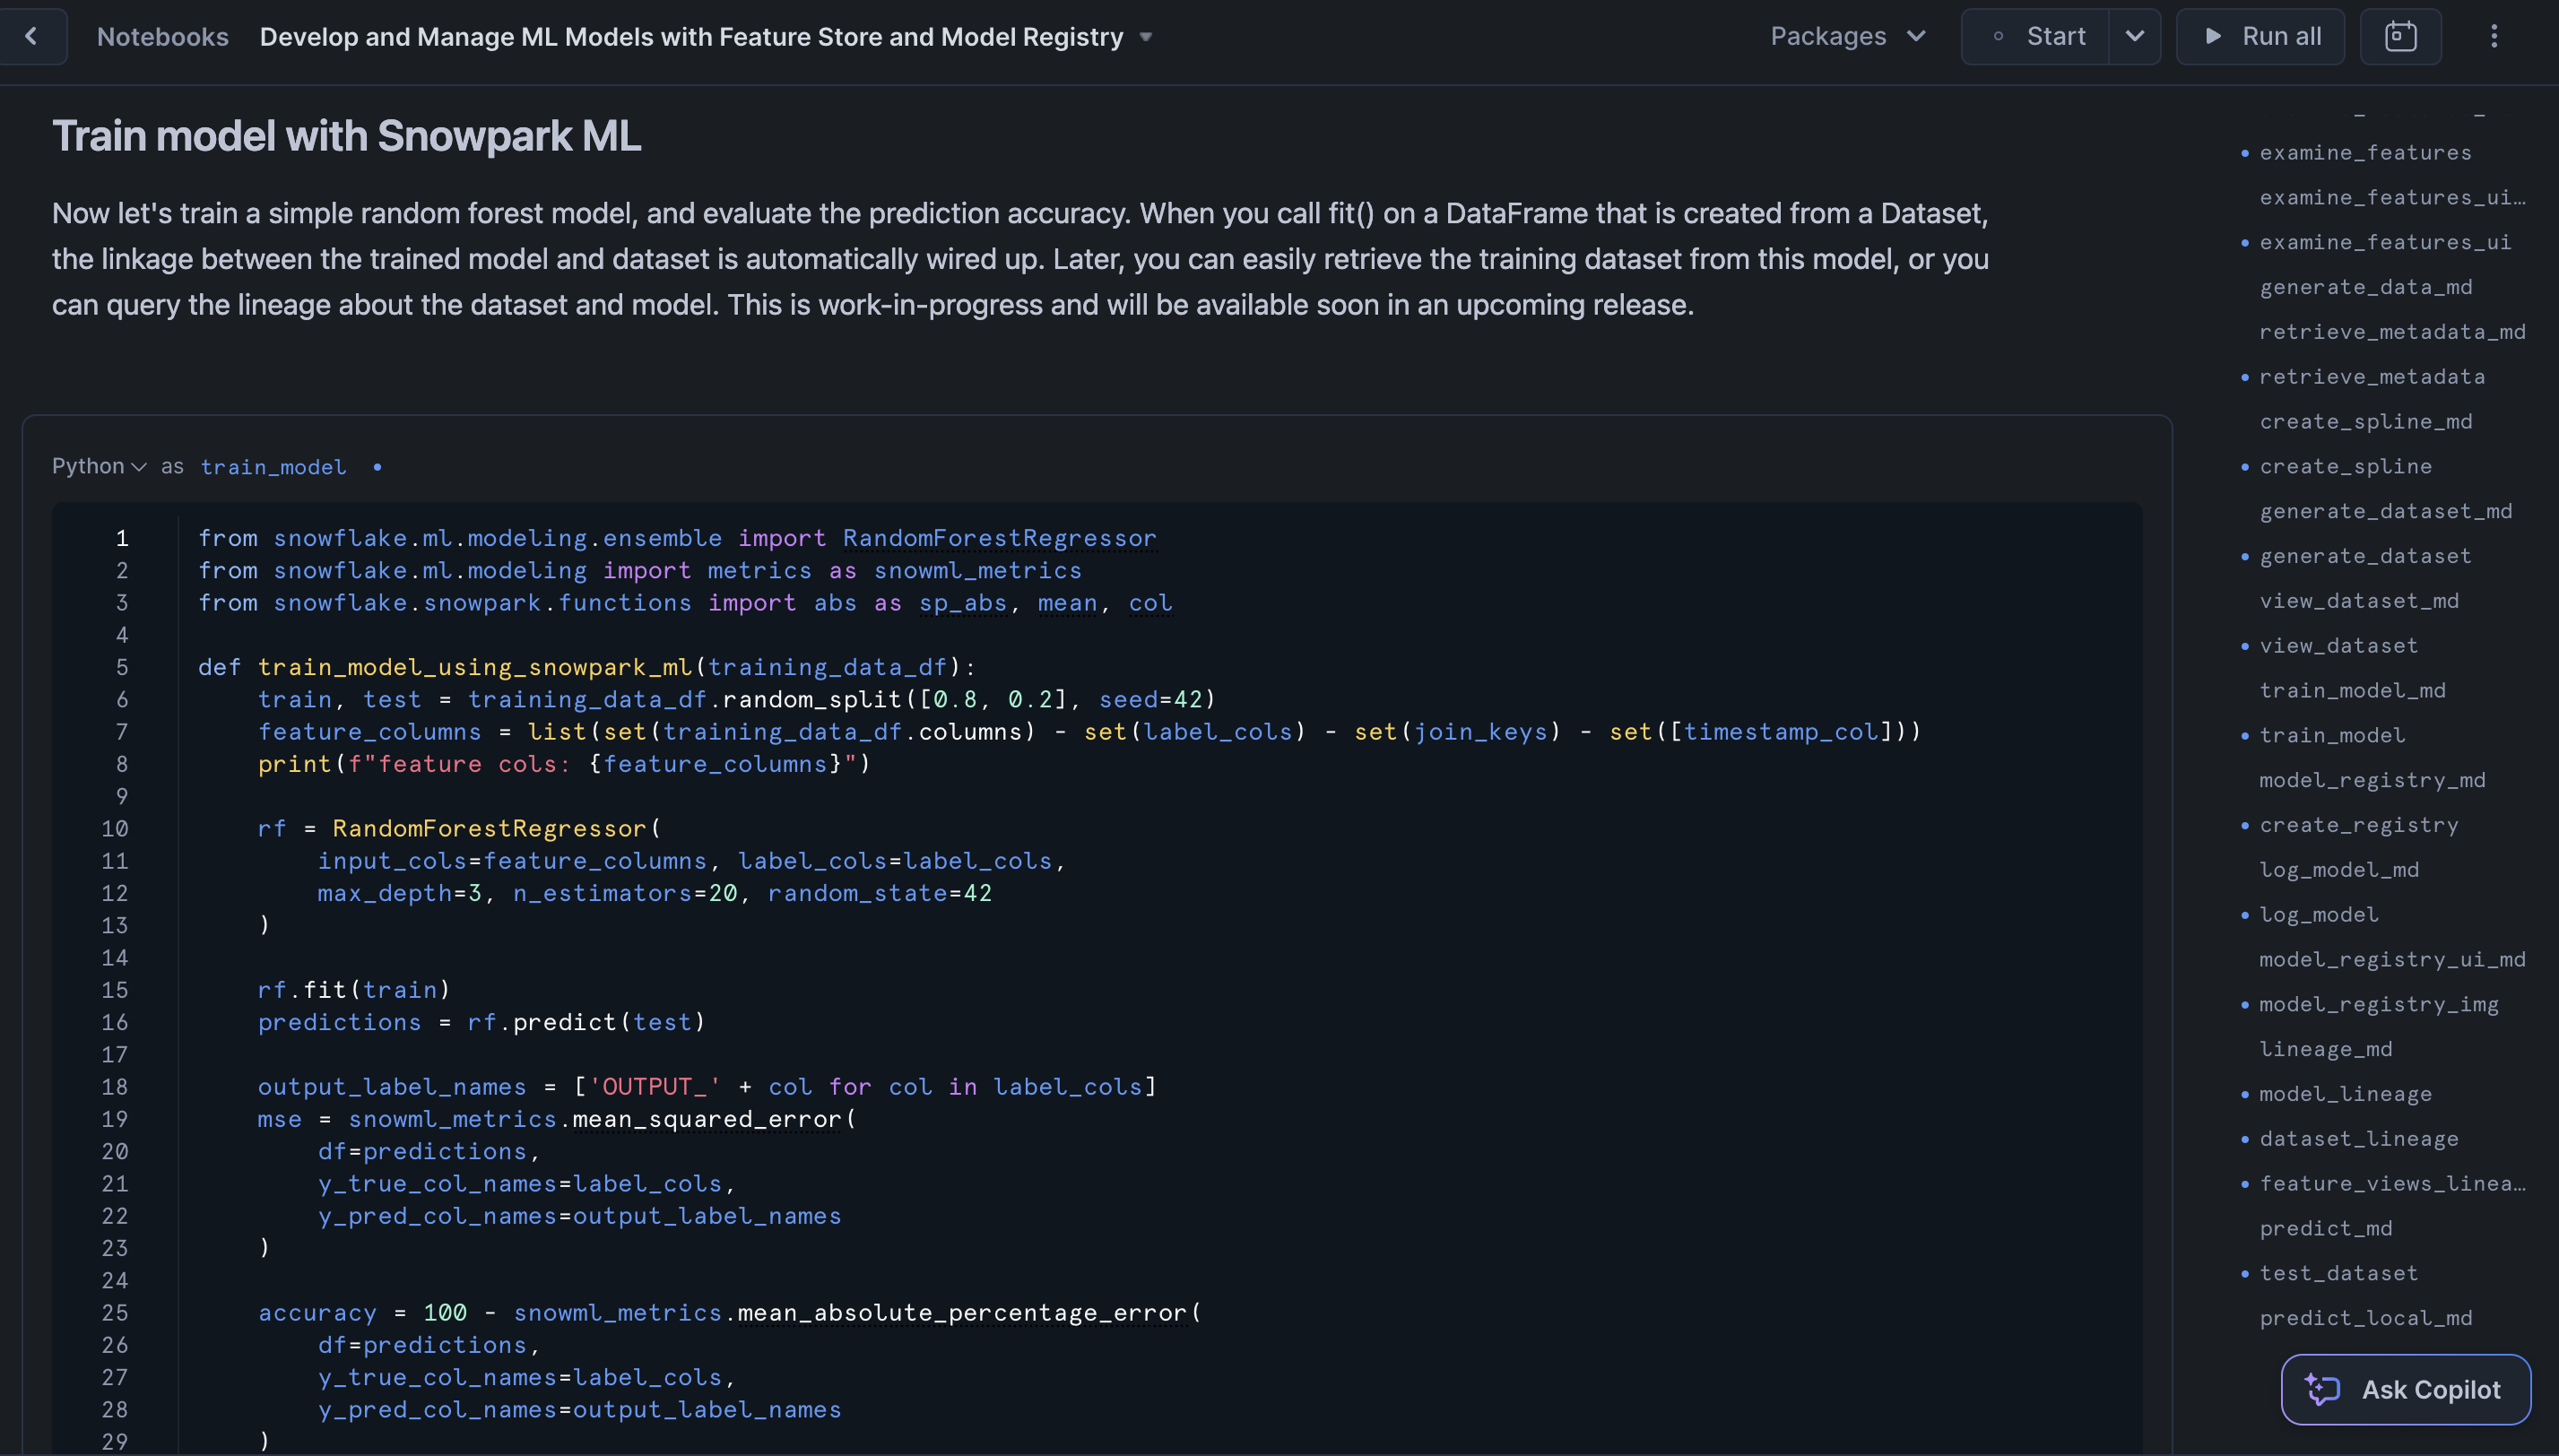 Notebooks Develop and Manage ML Models with Feature Store and Model Registry
Packages Start Run all
Train model with Snowpark ML
Now let's train a simple random forest model, and evaluate the prediction accuracy. When you call fit() on a DataFrame that is created from a Dataset,
the linkage between the trained model and dataset is automatically wired up. Later, you can easily retrieve the training dataset from this model, or you
can query the lineage about the dataset and model. This is work-in-progress and will be available soon in an upcoming release.
Python as train_model
1 from snowflake.ml.modeling.ensemble import RandomForestRegressor
2 from snowflake.ml.modeling import metrics as snowml_metrics
3 from snowflake.snowpark.functions import abs as sp_abs, mean, col
4
5 def train_model_using_snowpark_ml(training_data_df):
6     train, test = training_data_df.random_split([0.8, 0.2], seed=42)
7     feature_columns = list(set(training_data_df.columns) - set(label_cols) - set(join_keys) - set([timestamp_col]))
8     print(f"feature cols: {feature_columns}")
9
10     rf = RandomForestRegressor(
11         input_cols=feature_columns, label_cols=label_cols,
12         max_depth=3, n_estimators=20, random_state=42
13     )
14
15     rf.fit(train)
16     predictions = rf.predict(test)
17
18     output_label_names = ['OUTPUT_' + col for col in label_cols]
19     mse = snowml_metrics.mean_squared_error(
20         df=predictions,
21         y_true_col_names=label_cols,
22         y_pred_col_names=output_label_names
23     )
24
25     accuracy = 100 - snowml_metrics.mean_absolute_percentage_error(
26         df=predictions,
27         y_true_col_names=label_cols,
28         y_pred_col_names=output_label_names
29     )
examine_features
examine_features_ui…
examine_features_ui
generate_data_md
retrieve_metadata_md
retrieve_metadata
create_spline_md
create_spline
generate_dataset_md
generate_dataset
view_dataset_md
view_dataset
train_model_md
train_model
model_registry_md
create_registry
log_model_md
log_model
model_registry_ui_md
model_registry_img
lineage_md
model_lineage
dataset_lineage
feature_views_linea…
predict_md
test_dataset
predict_local_md
Ask Copilot